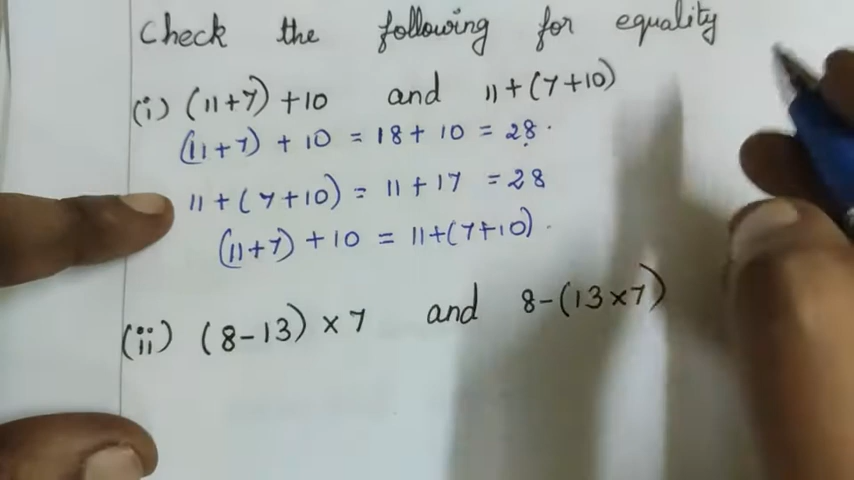 Check the following for equality
(i) (11+7) +10 and 11+(7+10)
(11+7) + 10 = 18+ 10 = 28.
11+(7+10) = 11+17 = 28
(11+7) +10 = 11+(7+10).
(ii) (8-13) × 7 and 8-(13×7)